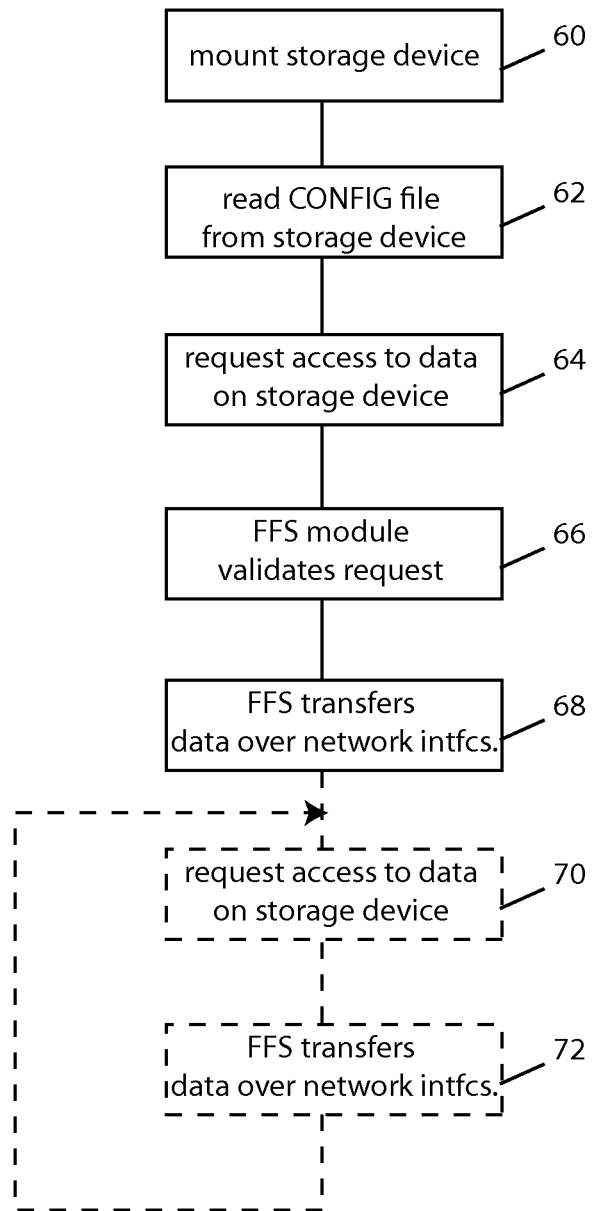 mount storage device
60
read CONFIG file
from storage device
62
request access to data
on storage device
64
FFS module
validates request
66
FFS transfers
data over network intfcs.
68
request access to data
on storage device
70
FFS transfers
data over network intfcs.
72